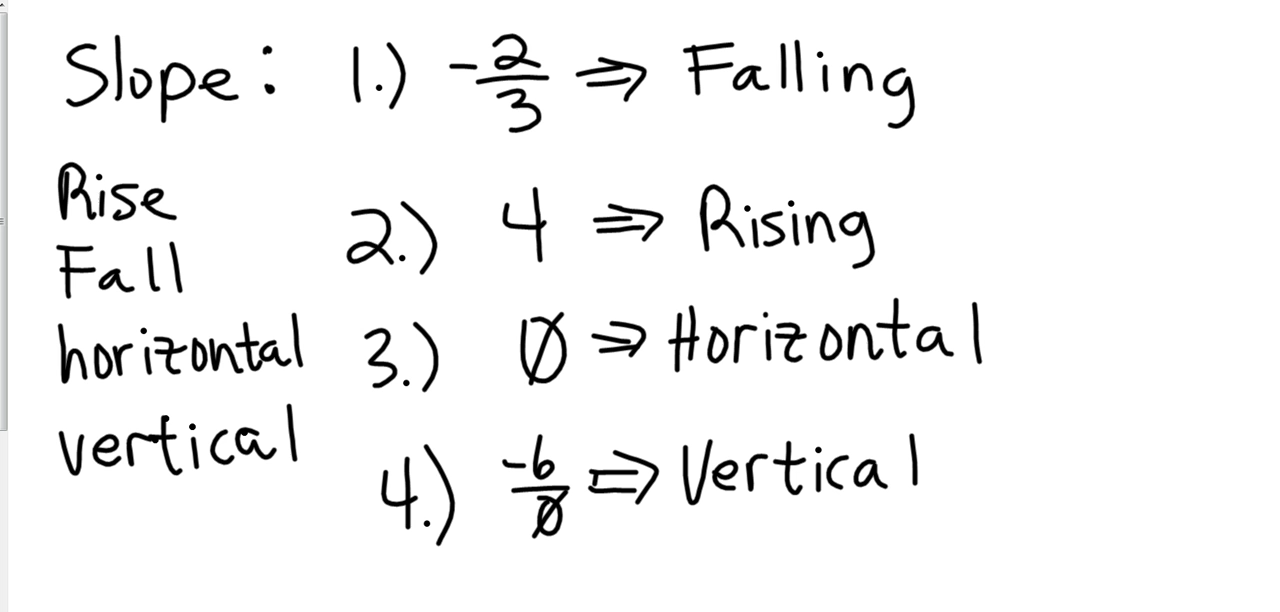 Slope: 1.) -2/3 ⇒ Falling
Rise
Fall
horizontal
vertical
2.) 4 ⇒ Rising
3.) 0 ⇒ Horizontal
4.) -6/0 ⇒ Vertical